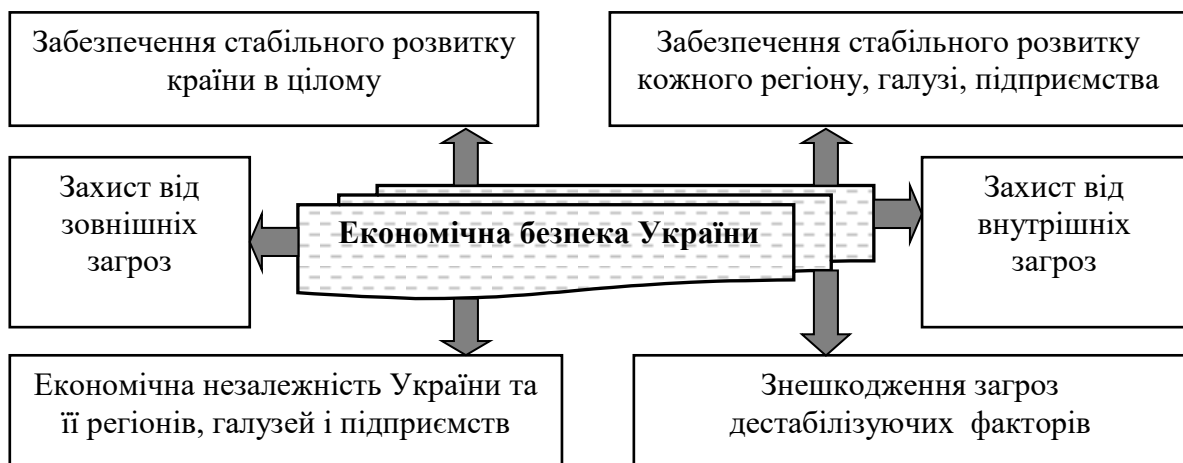 Забезпечення стабільного розвитку
країни в цілому
Забезпечення стабільного розвитку
кожного регіону, галузі, підприємства
Захист від
зовнішніх
загроз
Економічна безпека України
Захист від
внутрішніх
загроз
Економічна незалежність України та
її регіонів, галузей і підприємств
Знешкодження загроз
дестабілізуючих факторів